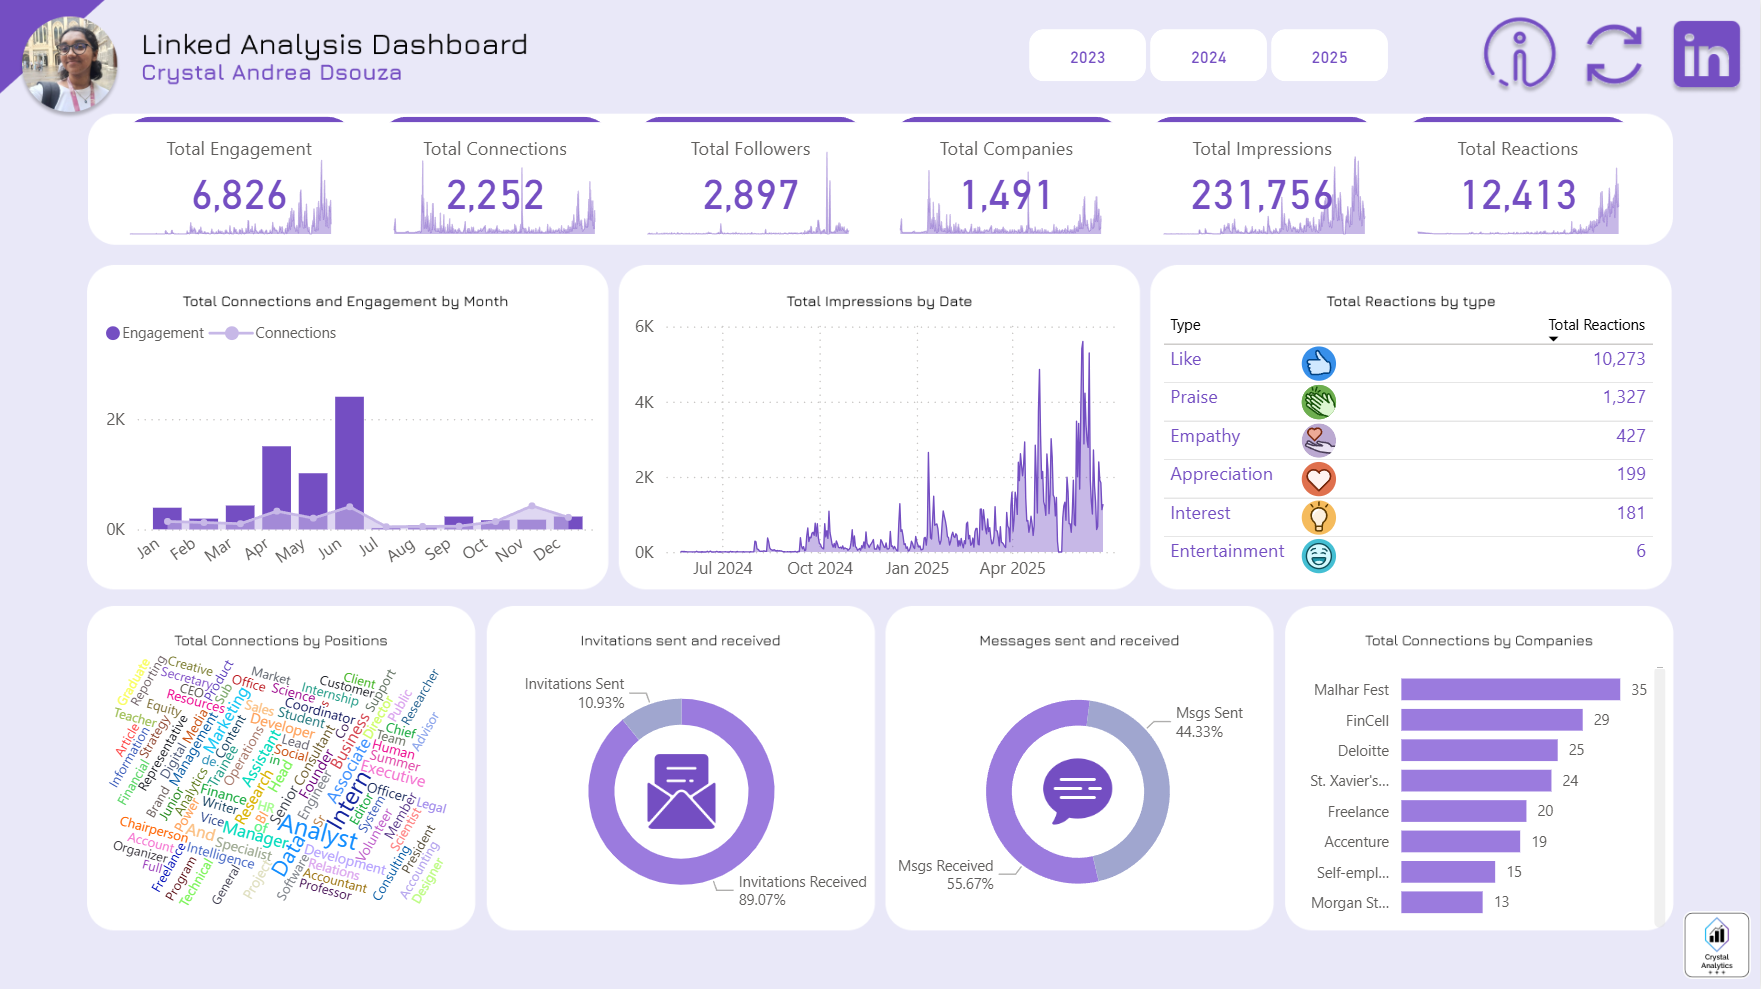 Linked Analysis Dashboard
Crystal Andrea Dsouza
2023
2024
2025
in
Total Engagement
6,826
Total Connections
2,252
Total Followers
2,897
Total Companies
1,491
Total Impressions
231,756
Total Reactions
12,413
Total Connections and Engagement by Month
Engagement
Connections
2K
0K
Jan
Feb
Mar
Apr
May
Jun
Jul
Aug
Sep
Oct
Nov
Dec
Total Impressions by Date
6K
4K
2K
0K
Jul 2024
Oct 2024
Jan 2025
Apr 2025
Total Reactions by type
Type
Total Reactions
Like
10,273
Praise
1,327
Empathy
427
Appreciation
199
Interest
181
Entertainment
6
Total Connections by Positions
Graduate
Reporting
Creative
Secretary
CEO
Product
Sub
Resources
Market
Office
Science
Internship
Customer
Client
Support
Public
Researcher
Teacher
Equity
Media
Marketing
Sales
Student
Coordinator
Director
Chief
Advisor
Article
Information
Strategy
Representative
Digital
Management
Content
Developer
Lead
Social
in
Consultant
Co
Business
Team
Human
Summer
Executive
Financial
Brand
Junior
Analytics
de
Trainee
Operations
Assistant
Head
Founder
Associate
Finance
Writer
Research
HR
BI
of
Senior
Engineer
Intern
Officer
Legal
Power
Vice
Manager
Sr
Analyst
Editor
System
Member
Scientist
Volunteer
Chairperson
Account
Organizer
Full
And
Specialist
Intelligence
Data
Development
Relations
Accountant
Professor
President
Consulting
Accounting
Designer
Freelance
Program
Technical
General
Project
Software
Invitations sent and received
Invitations Sent
10.93%
Invitations Received
89.07%
Messages sent and received
Msgs Sent
44.33%
Msgs Received
55.67%
Total Connections by Companies
Malhar Fest
35
FinCell
29
Deloitte
25
St. Xavier's...
24
Freelance
20
Accenture
19
Self-empl...
15
Morgan St...
13
Crystal
Analytics